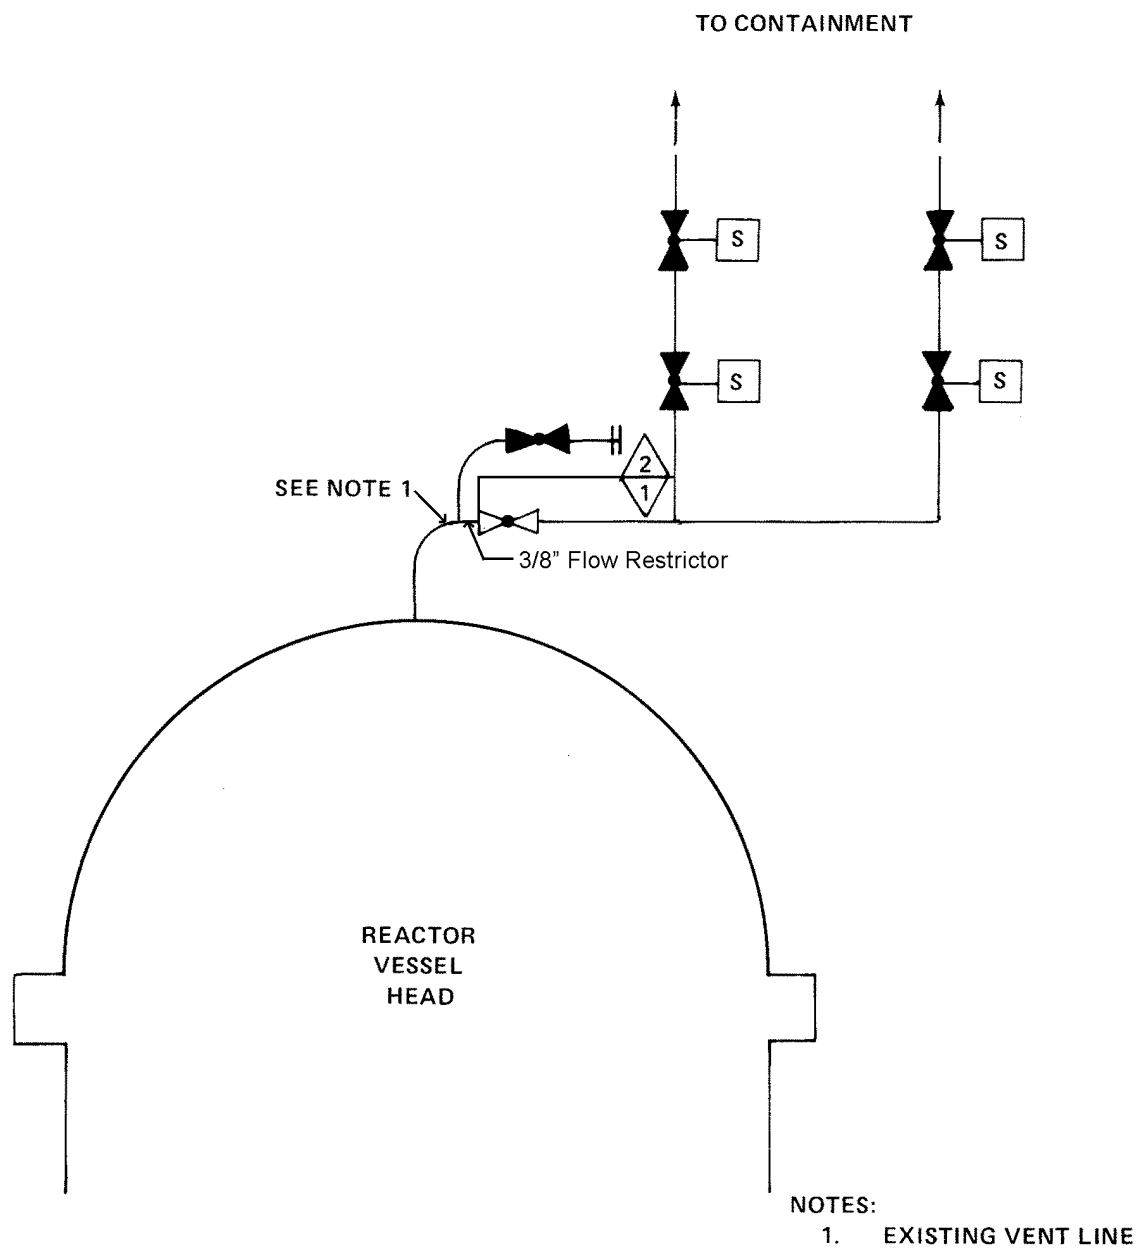 TO CONTAINMENT
S
S
S
S
2
1
SEE NOTE 1
3/8” Flow Restrictor
REACTOR
VESSEL
HEAD
NOTES:
1. EXISTING VENT LINE